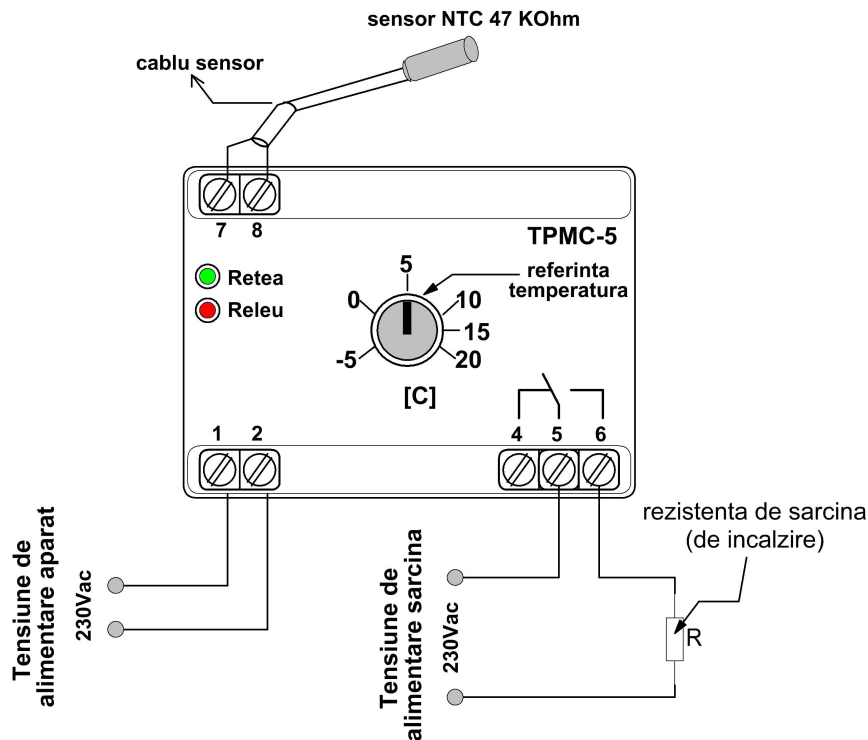 sensor NTC 47 KOhm
cablu sensor
7 8
TPMC-5
Retea
Releu
5
0
10
15
-5
20
referinta
temperatura
[C]
1 2
4 5 6
Tensiune de
alimentare aparat
230Vac
Tensiune de
alimentare sarcina
230Vac
rezistenta de sarcina
(de incalzire)
R